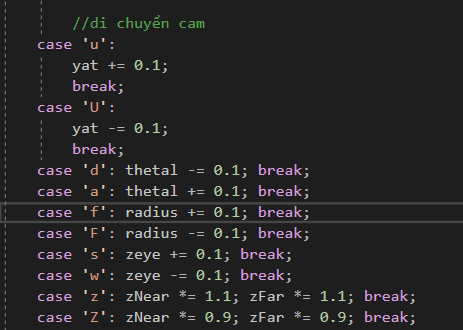 //di chuyển cam
case 'u':
yat += 0.1;
break;
case 'U':
yat -= 0.1;
break;
case 'd': thetal -= 0.1; break;
case 'a': thetal += 0.1; break;
case 'f': radius += 0.1; break;
case 'F': radius -= 0.1; break;
case 's': zeye += 0.1; break;
case 'w': zeye -= 0.1; break;
case 'z': zNear *= 1.1; zFar *= 1.1; break;
case 'Z': zNear *= 0.9; zFar *= 0.9; break;